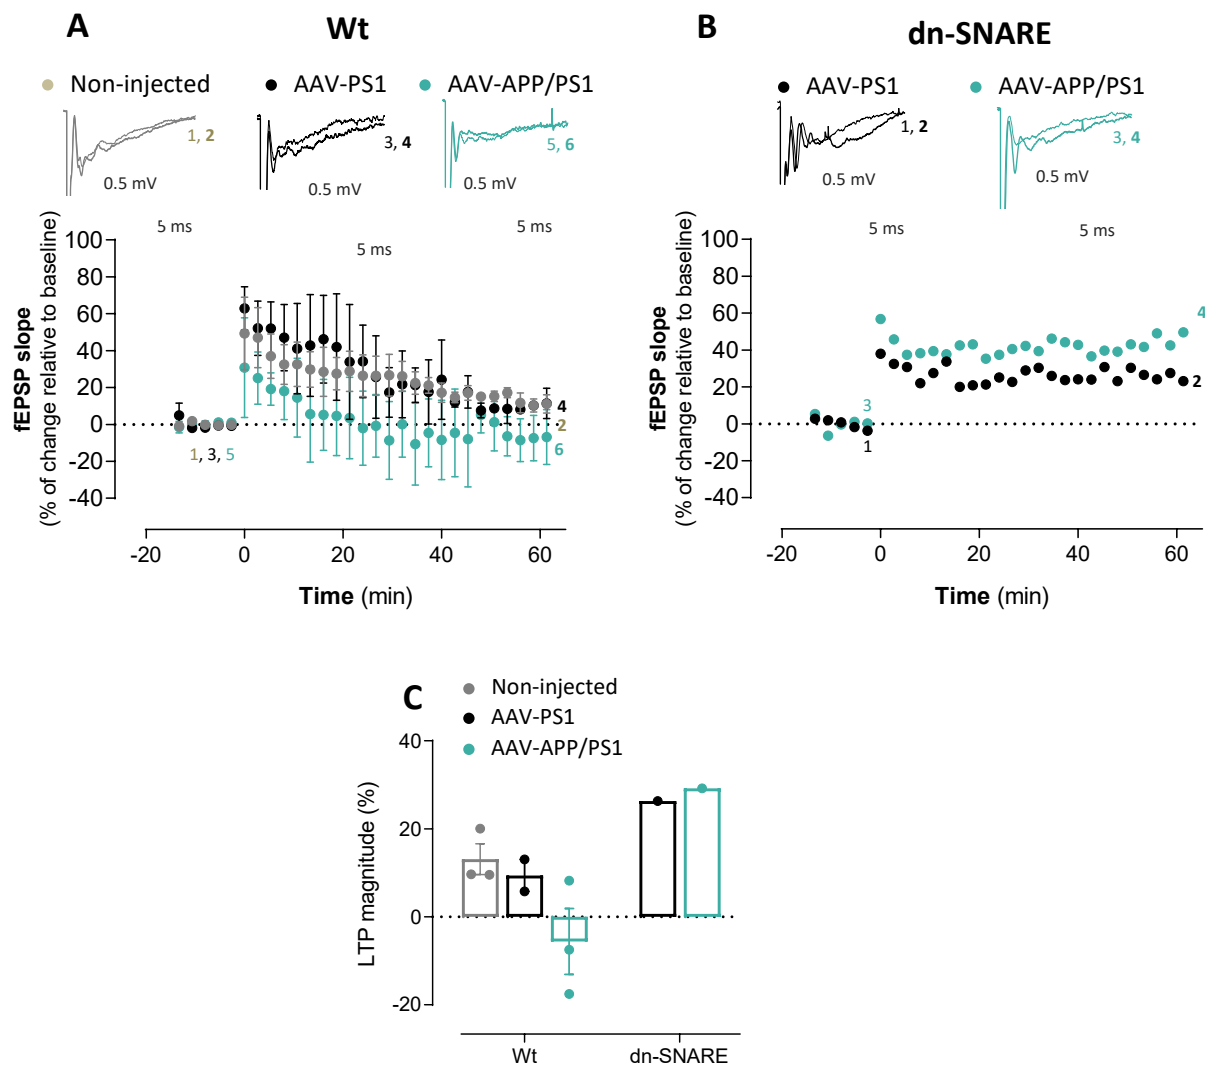 A
Wt
Non-injected
AAV-PS1
AAV-APP/PS1
1, 2
3, 4
5, 6
0.5 mV
0.5 mV
0.5 mV
5 ms
5 ms
5 ms
fEPSP slope
(% of change relative to baseline)
100
80
60
40
20
0
-20
-40
4
2
6
1, 3, 5
-20
0
20
40
60
Time (min)
B
dn-SNARE
AAV-PS1
AAV-APP/PS1
1, 2
3, 4
0.5 mV
0.5 mV
5 ms
5 ms
fEPSP slope
(% of change relative to baseline)
100
80
60
40
20
0
-20
-40
4
2
3
1
-20
0
20
40
60
Time (min)
C
Non-injected
AAV-PS1
AAV-APP/PS1
LTP magnitude (%)
40
20
0
-20
Wt
dn-SNARE